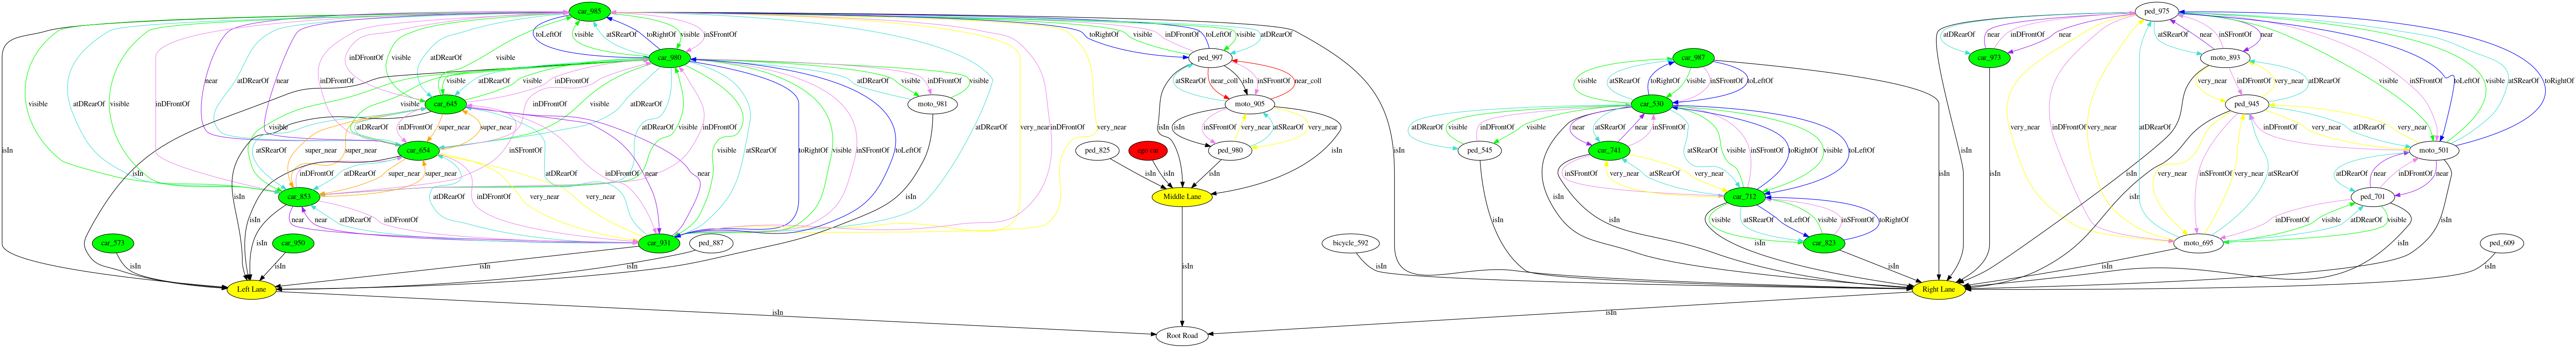 car_985
ped_975
toLeftOf
atSRearOf
toRightOf
visible
inSFrontOf
visible
visible
inDFrontOf
atDRearOf
visible
toRightOf
visible
inDFrontOf
toLeftOf
visible
atDRearOf
atDRearOf
near
inDFrontOf
near
atSRearOf
near
inSFrontOf
near
car_980
ped_997
car_987
car_973
moto_893
visible
atDRearOf
visible
inDFrontOf
near
atDRearOf
near
inDFrontOf
visible
atDRearOf
visible
inDFrontOf
atDRearOf
visible
inDFrontOf
visible
atSRearOf
near_coll
isIn
inSFrontOf
near_coll
visible
atSRearOf
toRightOf
visible
inSFrontOf
toLeftOf
very_near
inDFrontOf
very_near
atDRearOf
visible
inSFrontOf
toLeftOf
visible
atSRearOf
toRightOf
car_645
moto_981
moto_905
car_530
ped_945
visible
atSRearOf
visible
atDRearOf
inDFrontOf
super_near
super_near
inDFrontOf
visible
atDRearOf
atDRearOf
visible
inDFrontOf
atDRearOf
very_near
inDFrontOf
very_near
isIn
isIn
inSFrontOf
very_near
atSRearOf
very_near
atDRearOf
visible
inDFrontOf
visible
near
atSRearOf
near
inSFrontOf
atSRearOf
visible
inSFrontOf
toRightOf
visible
toLeftOf
very_near
inDFrontOf
very_near
atDRearOf
inDFrontOf
very_near
atDRearOf
very_near
isIn
car_654
ped_825
ego car
ped_980
ped_545
car_741
moto_501
inDFrontOf
atDRearOf
super_near
super_near
inSFrontOf
atDRearOf
inDFrontOf
near
visible
atSRearOf
toRightOf
visible
inSFrontOf
toLeftOf
isIn
isIn
isIn
isIn
inSFrontOf
very_near
atSRearOf
very_near
isIn
very_near
inSFrontOf
very_near
atSRearOf
atDRearOf
near
inDFrontOf
near
car_853
Middle Lane
car_712
ped_701
isIn
near
near
atDRearOf
inDFrontOf
atDRearOf
inDFrontOf
very_near
very_near
isIn
isIn
isIn
visible
atSRearOf
toLeftOf
visible
inSFrontOf
toRightOf
isIn
inDFrontOf
visible
atDRearOf
visible
isIn
car_573
car_950
car_931
ped_887
bicycle_592
car_823
moto_695
ped_609
isIn
isIn
isIn
isIn
isIn
isIn
isIn
isIn
isIn
isIn
isIn
Left Lane
Right Lane
isIn
isIn
Root Road